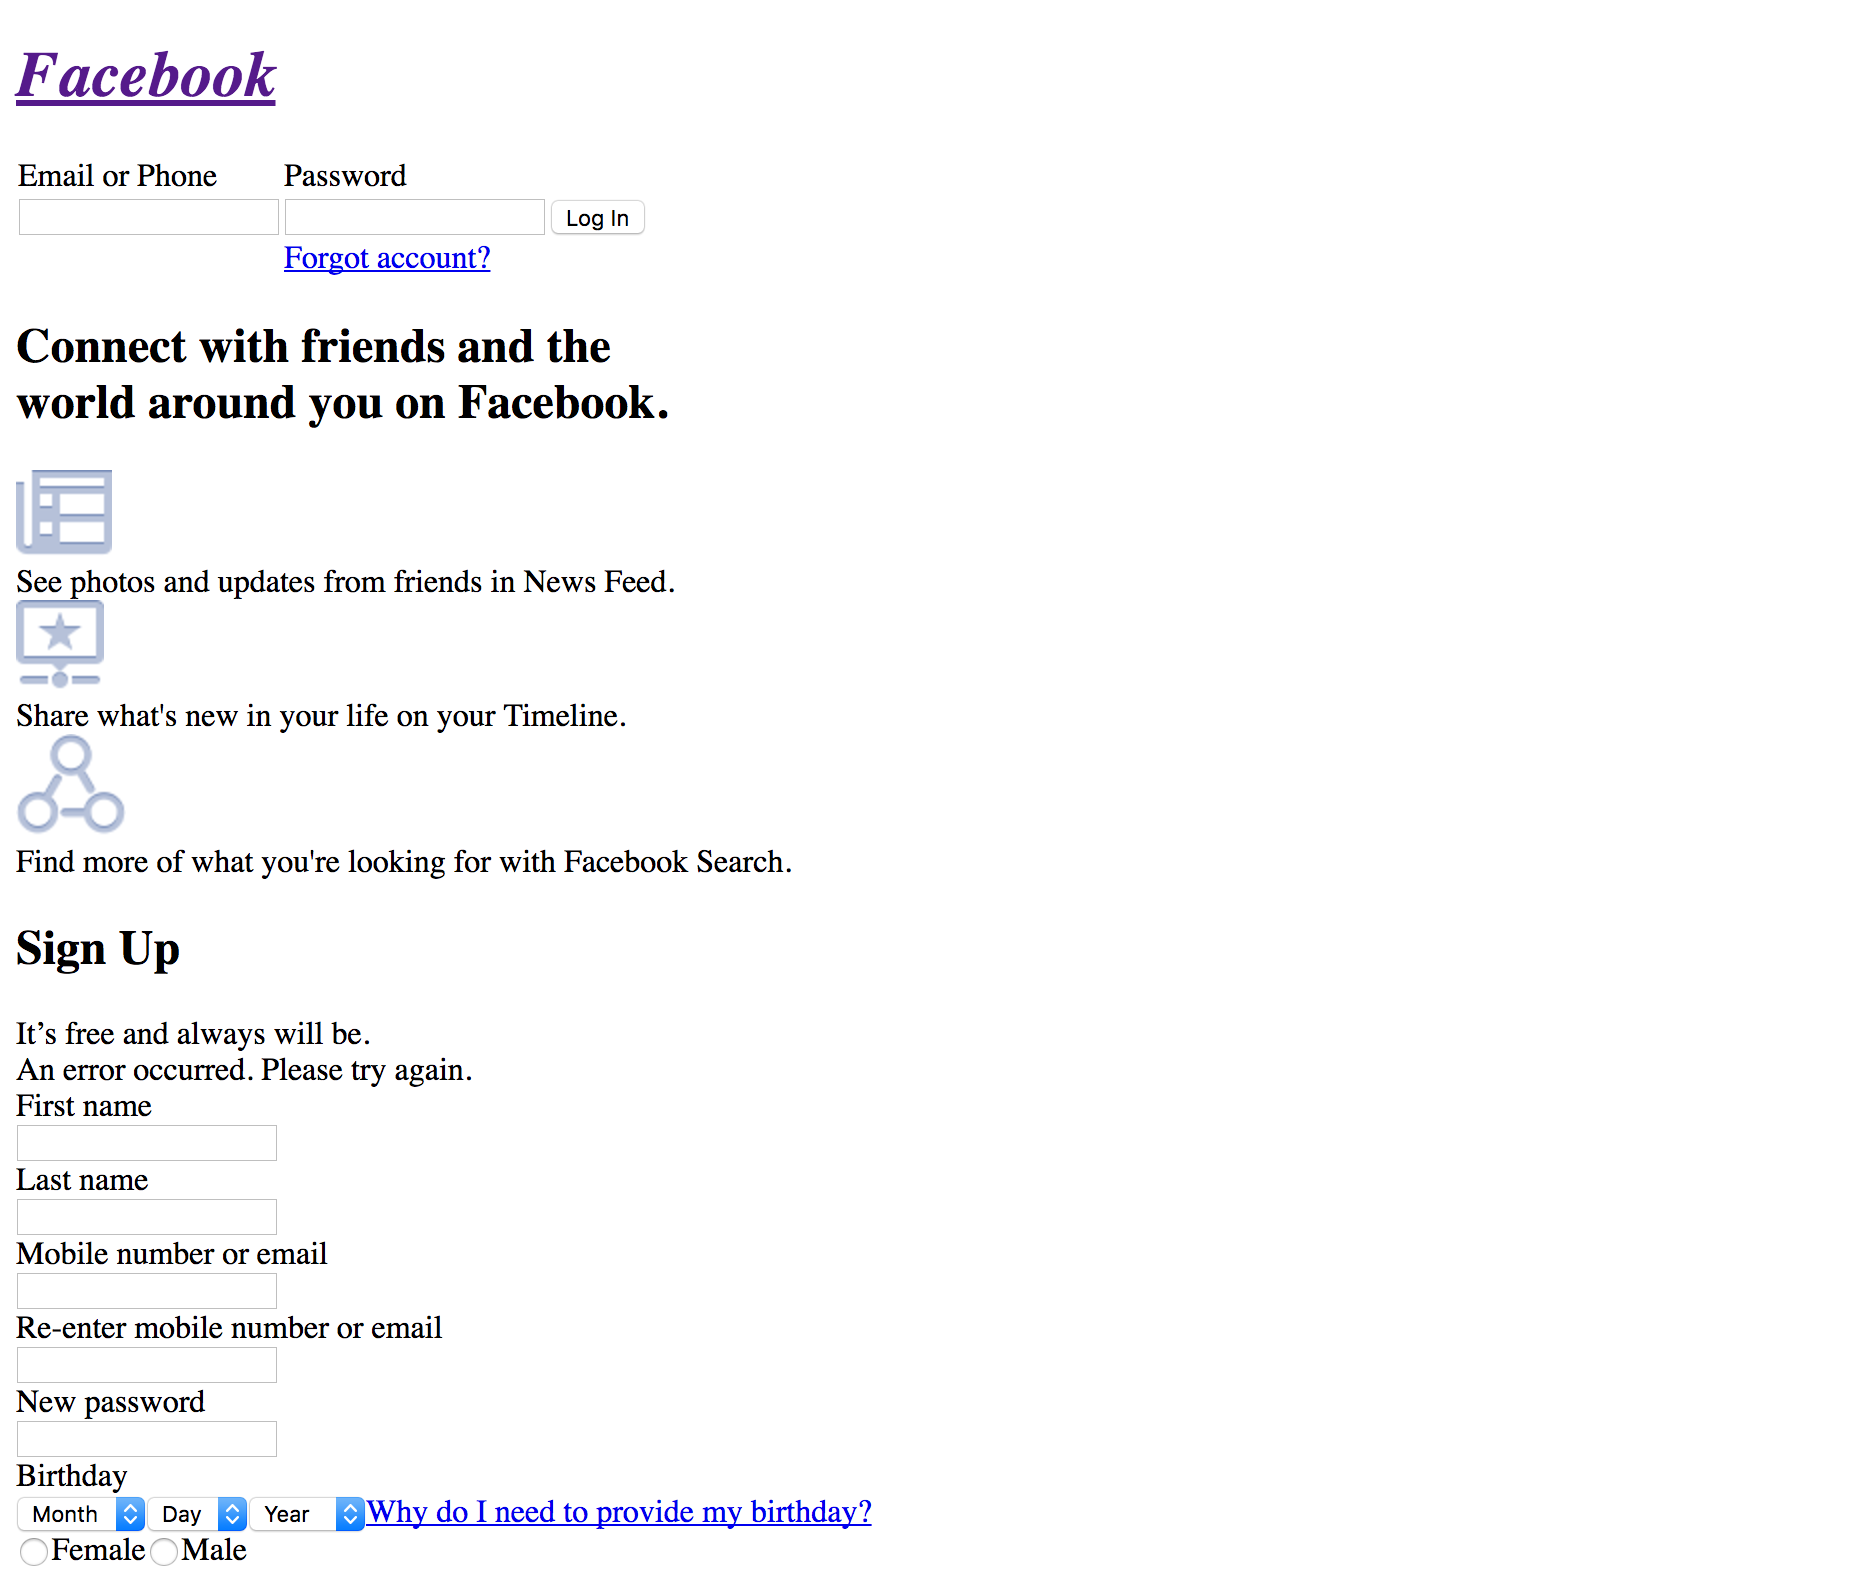 Facebook
Email or Phone Password
Log In
Forgot account?
Connect with friends and the
world around you on Facebook.
See photos and updates from friends in News Feed.
Share what's new in your life on your Timeline.
Find more of what you're looking for with Facebook Search.
Sign Up
It’s free and always will be.
An error occurred. Please try again.
First name
Last name
Mobile number or email
Re-enter mobile number or email
New password
Birthday
Month Day Year Why do I need to provide my birthday?
Female Male